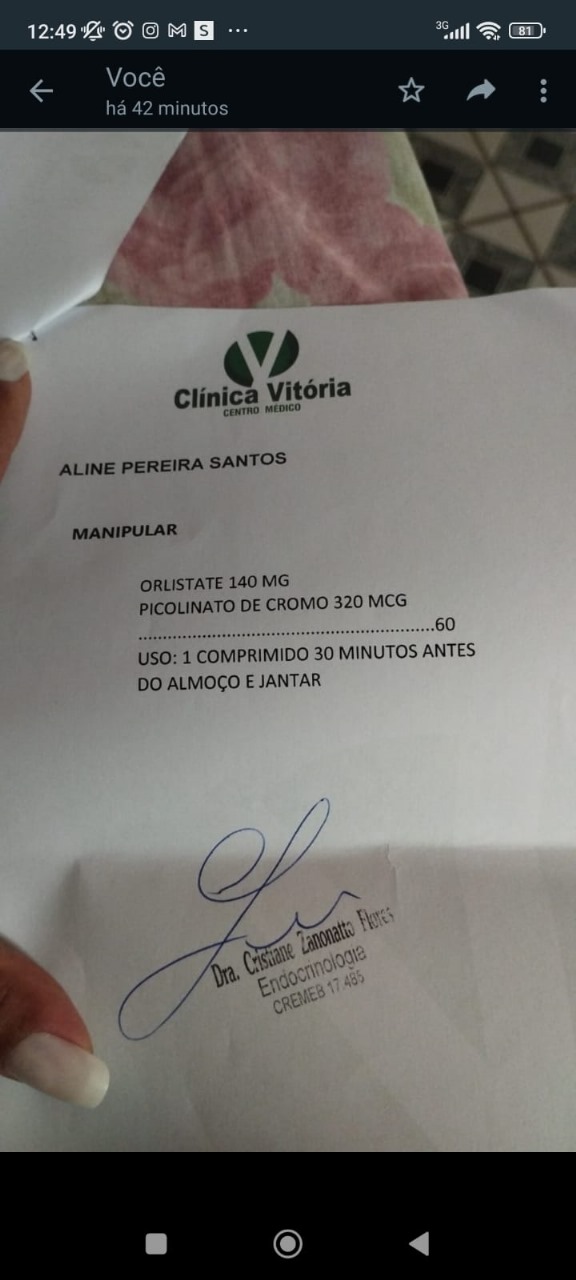 12:49 3G 81
Você
há 42 minutos
V
Clínica Vitória
CENTRO MÉDICO
ALINE PEREIRA SANTOS
MANIPULAR
ORLISTATE 140 MG
PICOLINATO DE CROMO 320 MCG
..........................................................60
USO: 1 COMPRIMIDO 30 MINUTOS ANTES
DO ALMOÇO E JANTAR
Dra. Cristiane Zanonatto Flores
Endocrinologia
CREMEB 17.485